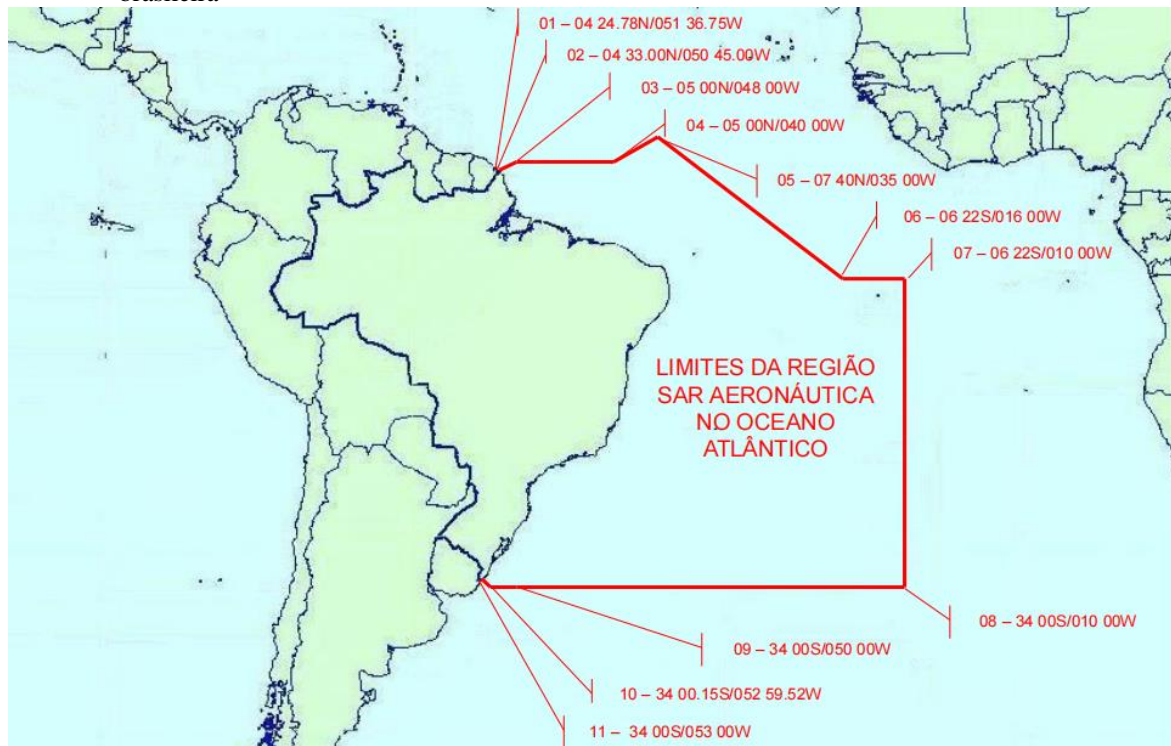 brasileira
01 – 04 24.78N/051 36.75W
02 – 04 33.00N/050 45.00W
03 – 05 00N/048 00W
04 – 05 00N/040 00W
05 – 07 40N/035 00W
06 – 06 22S/016 00W
07 – 06 22S/010 00W
LIMITES DA REGIÃO
SAR AERONÁUTICA
NO OCEANO
ATLÂNTICO
08 – 34 00S/010 00W
09 – 34 00S/050 00W
10 – 34 00.15S/052 59.52W
11 – 34 00S/053 00W